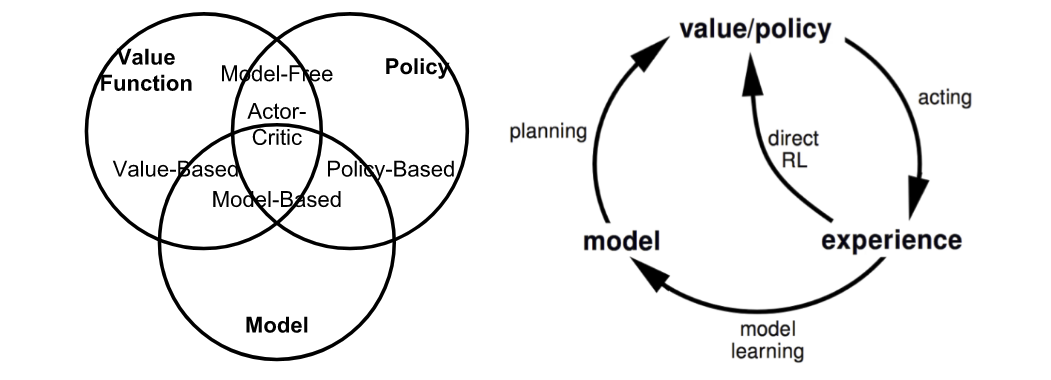 Value
Function
Policy
Model-Free
Actor-
Critic
Value-Based
Policy-Based
Model-Based
Model
value/policy
acting
planning
direct
RL
model
experience
model
learning